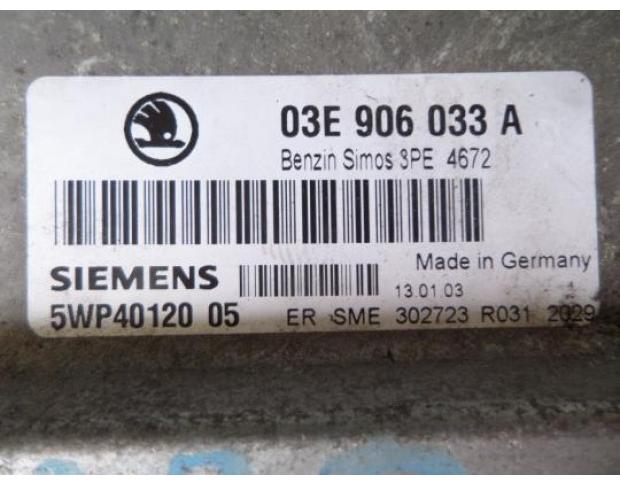 03E 906 033 A
Benzin Simos 3PE 4672
Made in Germany
SIEMENS 13.01.03
5WP40120 05 ER SME 302723 R031 2029